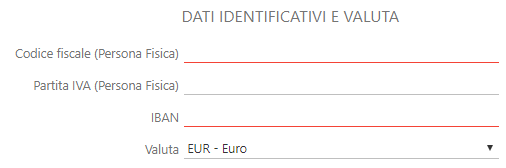 DATI IDENTIFICATIVI E VALUTA
Codice fiscale (Persona Fisica)
Partita IVA (Persona Fisica)
IBAN
Valuta EUR - Euro